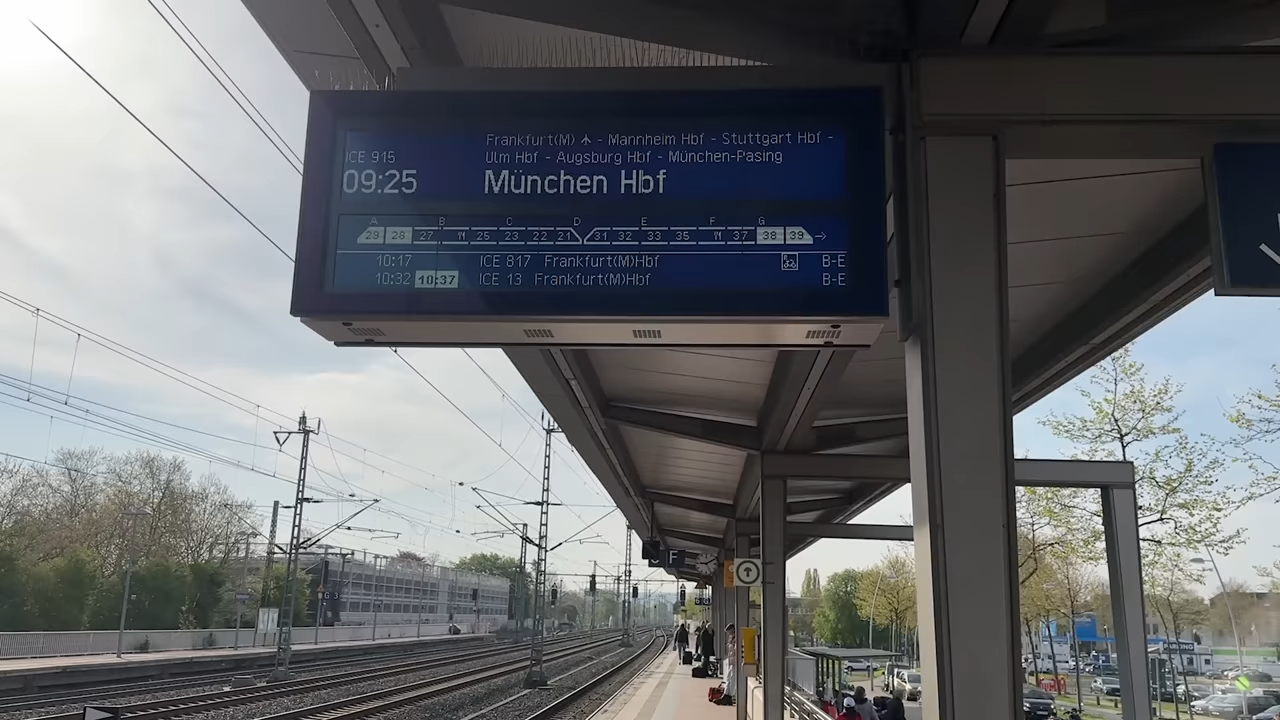 Frankfurt(M) ✈ - Mannheim Hbf - Stuttgart Hbf -
ICE 915
Ulm Hbf - Augsburg Hbf - München-Pasing
09:25
München Hbf
A B C D E F G
29 28 27 25 23 22 21 31 32 33 35 37 38 39 →
10:17 ICE 817 Frankfurt(M)Hbf B-E
10:32 10:37 ICE 13 Frankfurt(M)Hbf B-E
F
G 3
PARKING